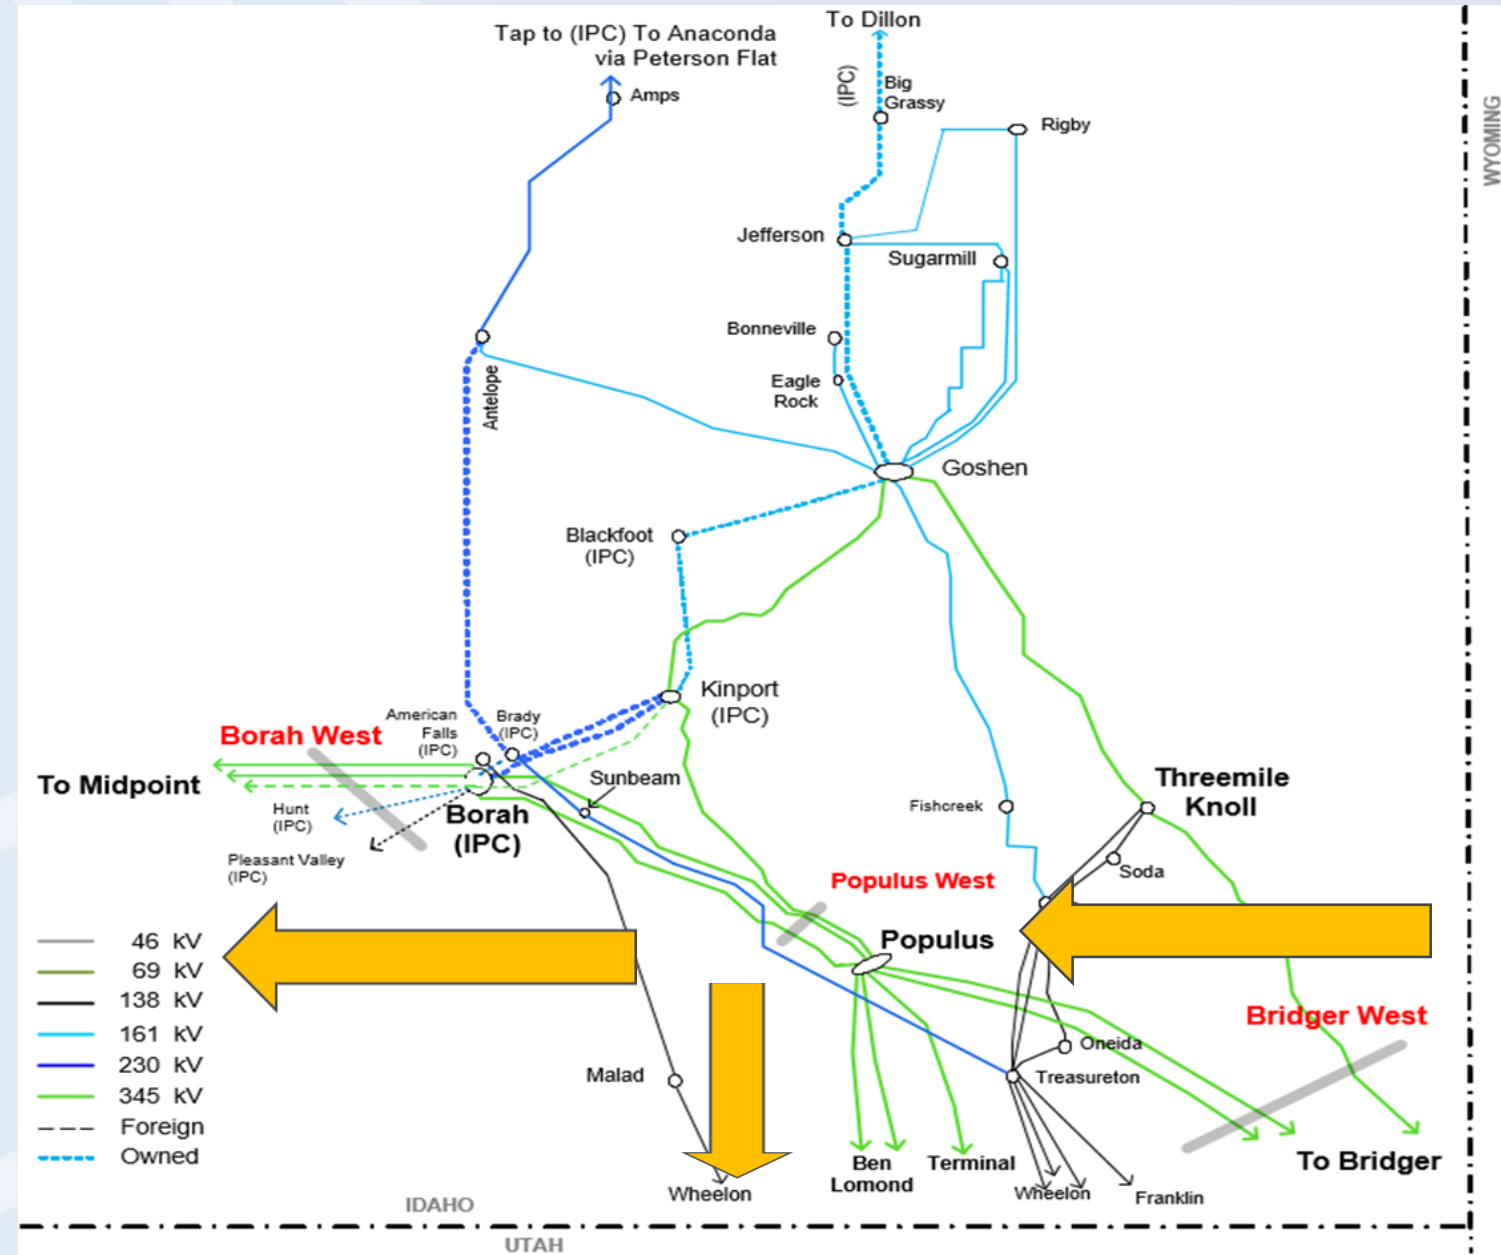 To Dillon
Tap to (IPC) To Anaconda
via Peterson Flat
(IPC)
Big
Grassy
Amps
Rigby
WYOMING
Jefferson
Sugarmill
Bonneville
Eagle
Rock
Antelope
Goshen
Blackfoot
(IPC)
Kinport
(IPC)
American
Falls
(IPC)
Brady
(IPC)
Borah West
To Midpoint
Sunbeam
Threemile
Knoll
Hunt
(IPC)
Borah
(IPC)
Fishcreek
Pleasant Valley
(IPC)
Soda
Populus West
Populus
46 kV
69 kV
138 kV
161 kV
230 kV
345 kV
Foreign
Owned
Bridger West
Oneida
Malad
Treasureton
Ben
Lomond
Terminal
To Bridger
Wheelon
Wheelon
Franklin
IDAHO
UTAH